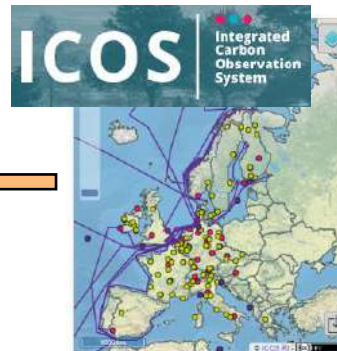 ICOS
Integrated
Carbon
Observation
System